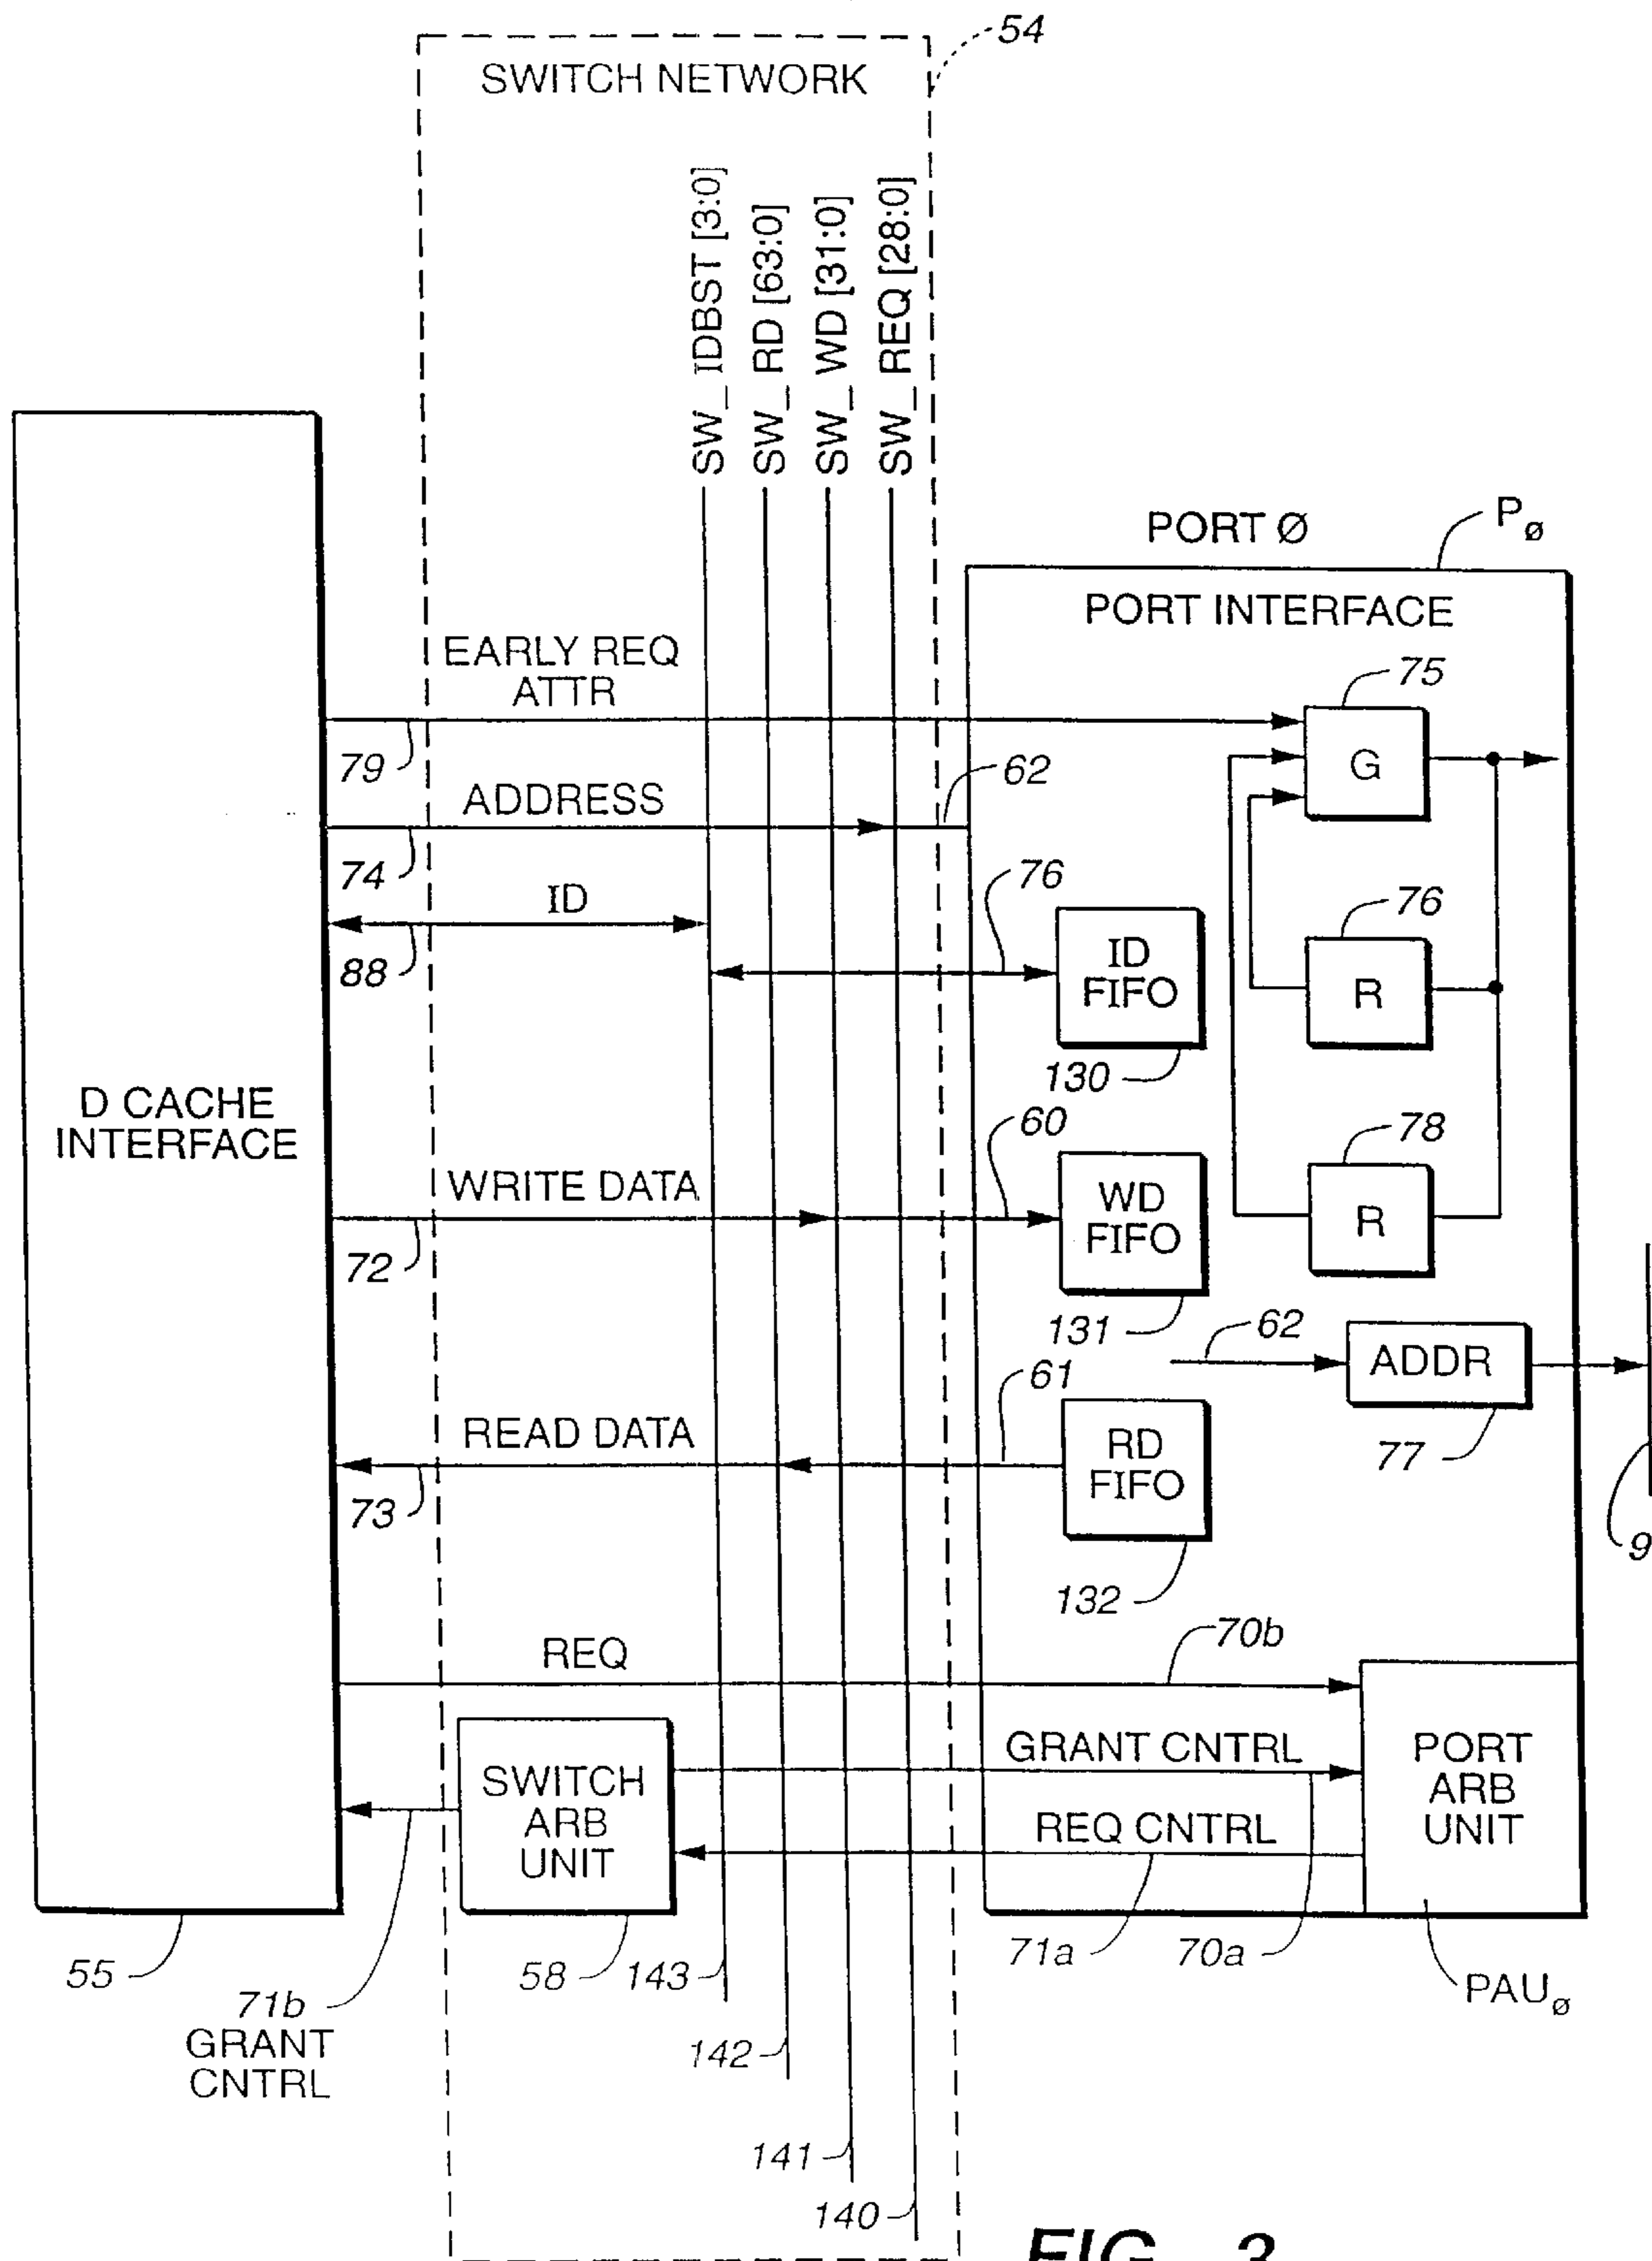 54
SWITCH NETWORK
SW_IDBST [3:0]
SW_RD [63:0]
SW_WD [31:0]
SW_REQ [28:0]
PORT Ø
Pø
PORT INTERFACE
EARLY REQ
ATTR
75
G
79
ADDRESS
62
74
ID
76
76
88
ID
FIFO
R
130
D CACHE
INTERFACE
60
78
WRITE DATA
WD
FIFO
R
72
131
62
ADDR
61
READ DATA
RD
FIFO
77
73
9
132
REQ
70b
GRANT CNTRL
PORT
ARB
UNIT
SWITCH
ARB
UNIT
REQ CNTRL
55
58
143
71a
70a
PAUø
71b
GRANT
CNTRL
142
141
140
FIG. 3